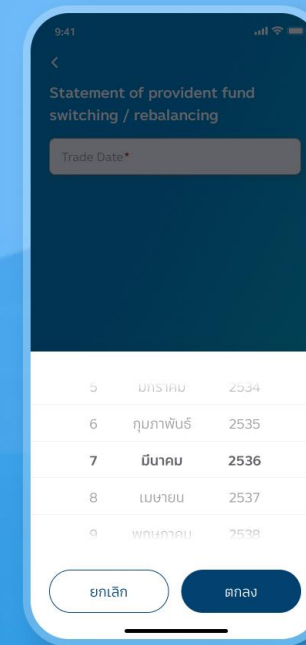 9:41
Statement of provident fund
switching / rebalancing
Trade Date*
5 มกราคม 2534
6 กุมภาพันธ์ 2535
7 มีนาคม 2536
8 เมษายน 2537
9 พฤษภาคม 2538
ยกเลิก ตกลง